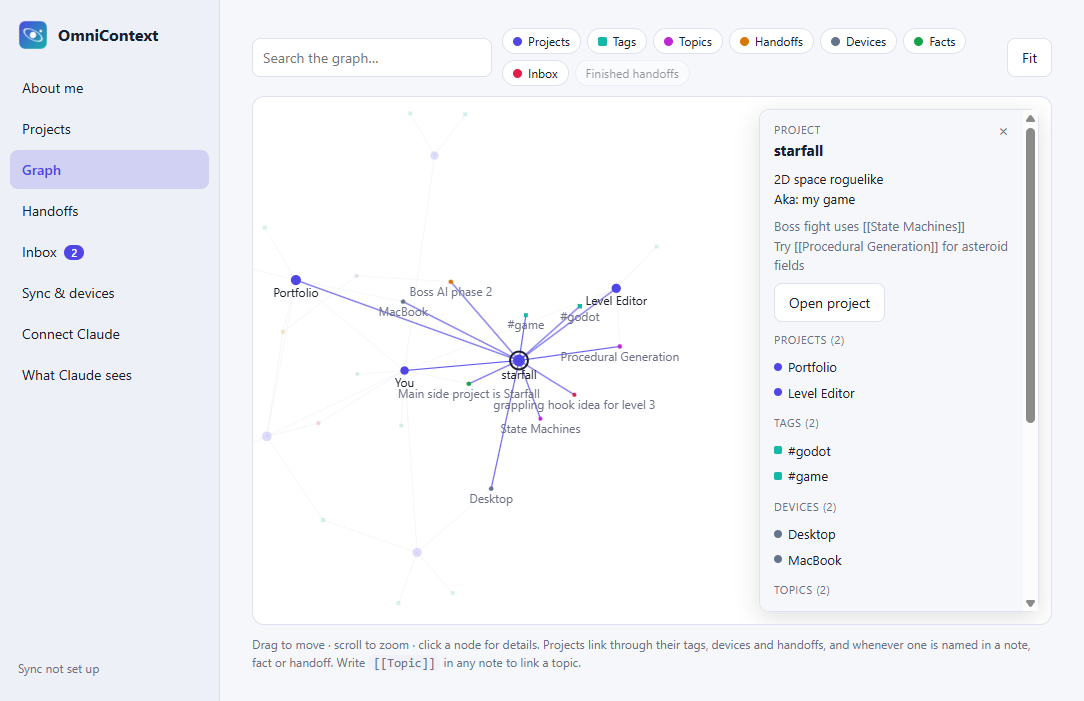 OmniContext
About me
Projects
Graph
Handoffs
Inbox 2
Sync & devices
Connect Claude
What Claude sees
Sync not set up
Search the graph...
Projects
Tags
Topics
Handoffs
Devices
Facts
Inbox
Finished handoffs
Fit
Portfolio
Boss AI phase 2
MacBook
Level Editor
#godot
#game
Procedural Generation
starfall
You
Main side project is Starfall
grappling hook idea for level 3
State Machines
Desktop
PROJECT
×
starfall
2D space roguelike
Aka: my game
Boss fight uses [[State Machines]]
Try [[Procedural Generation]] for asteroid
fields
Open project
PROJECTS (2)
Portfolio
Level Editor
TAGS (2)
#godot
#game
DEVICES (2)
Desktop
MacBook
TOPICS (2)
Drag to move · scroll to zoom · click a node for details. Projects link through their tags, devices and handoffs, and whenever one is named in a note,
fact or handoff. Write [[Topic]] in any note to link a topic.